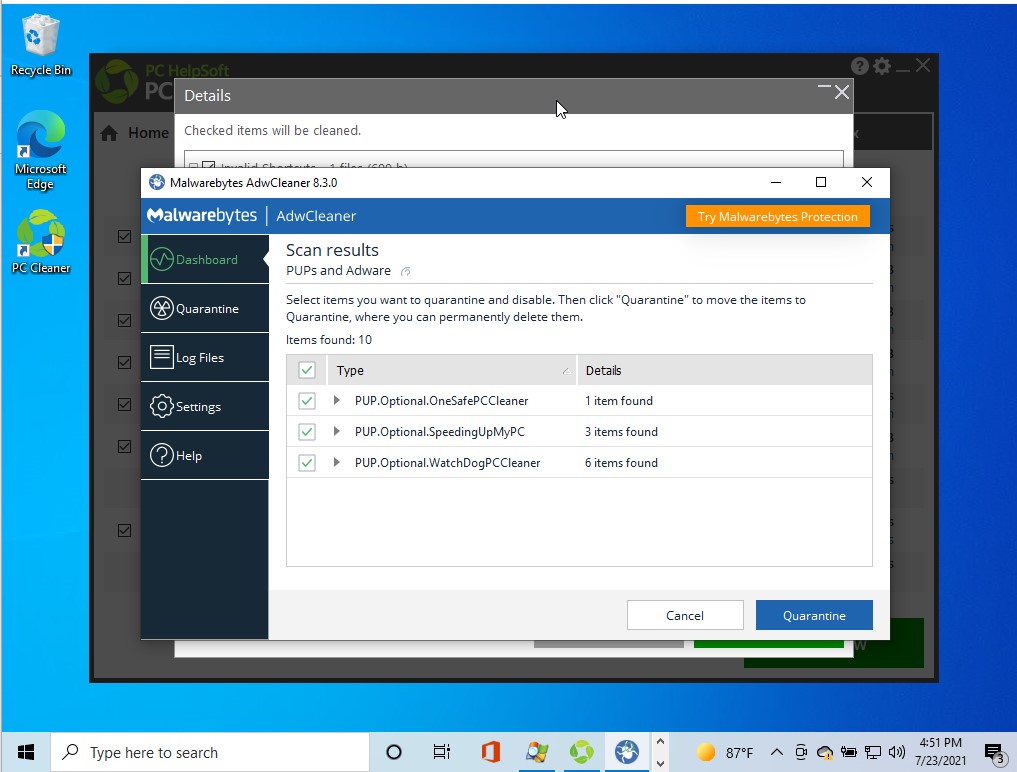 Recycle Bin
Microsoft
Edge
PC Cleaner
PC HelpSoft
PC
Home
Details
Checked items will be cleaned.
Invalid Shortcuts - 1 files (600 b)
Malwarebytes AdwCleaner 8.3.0
Malwarebytes AdwCleaner
Try Malwarebytes Protection
Dashboard
Quarantine
Log Files
Settings
Help
Scan results
PUPs and Adware
Select items you want to quarantine and disable. Then click "Quarantine" to move the items to
Quarantine, where you can permanently delete them.
Items found: 10
Type Details
PUP.Optional.OneSafePCCleaner 1 item found
PUP.Optional.SpeedingUpMyPC 3 items found
PUP.Optional.WatchDogPCCleaner 6 items found
Cancel Quarantine
W
Type here to search
87°F
4:51 PM
7/23/2021
3